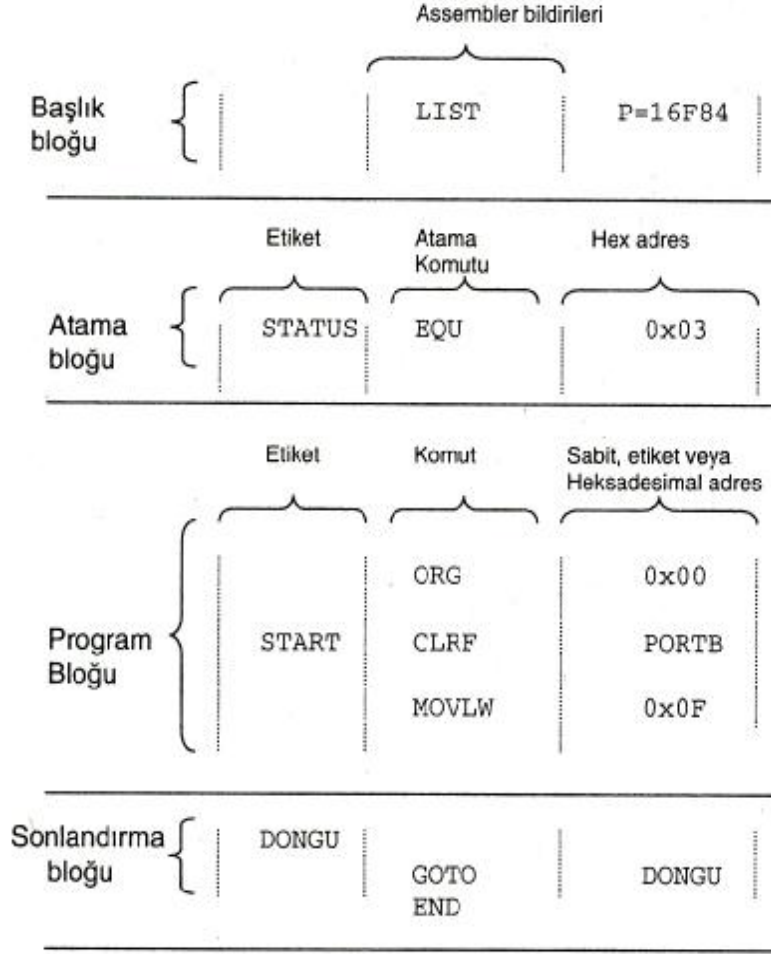 Assembler bildirileri
Başlık bloğu
LIST P=16F84
Etiket Atama Komutu Hex adres
Atama bloğu
STATUS EQU 0x03
Etiket Komut Sabit, etiket veya Heksadesimal adres
ORG 0x00
Program Bloğu
START CLRF PORTB
MOVLW 0x0F
Sonlandırma bloğu
DONGU
GOTO DONGU
END